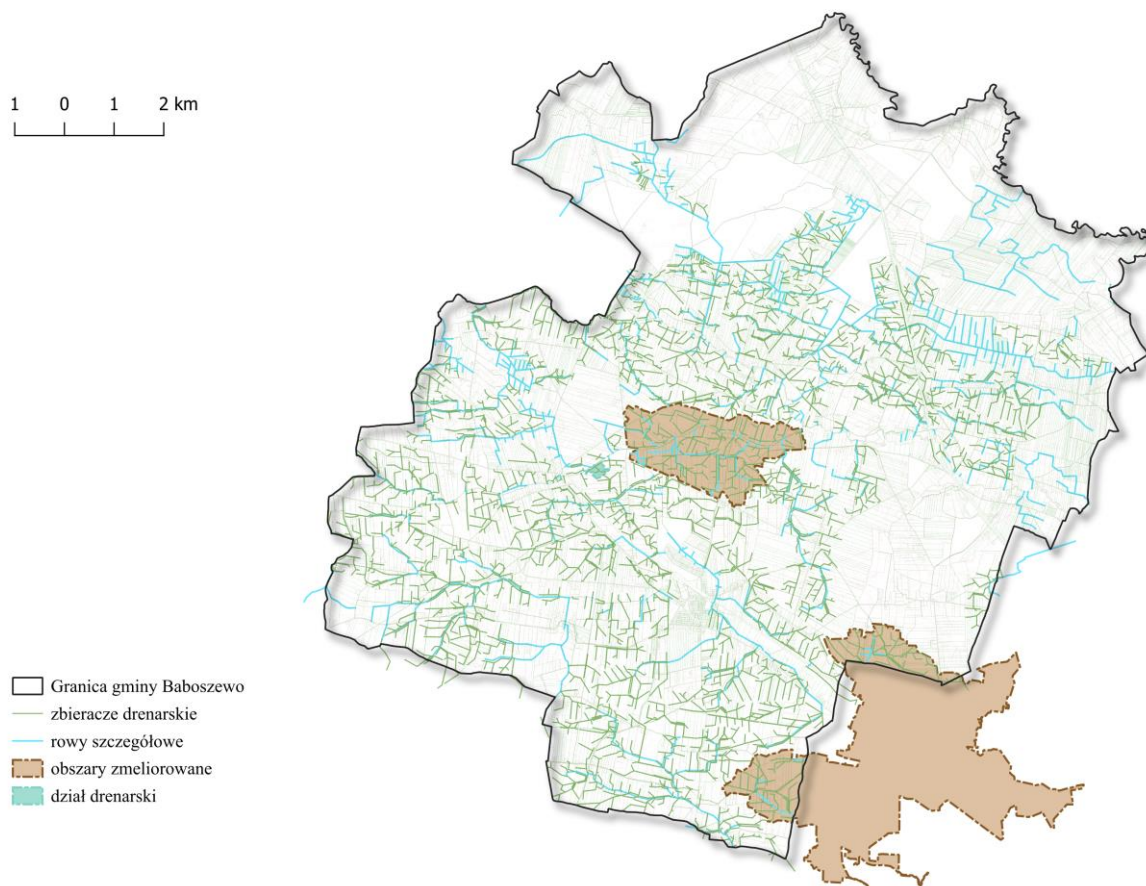 1 0 1 2 km
Granica gminy Baboszewo
zbieracze drenarskie
rowy szczegółowe
obszary zmeliorowane
dział drenarski